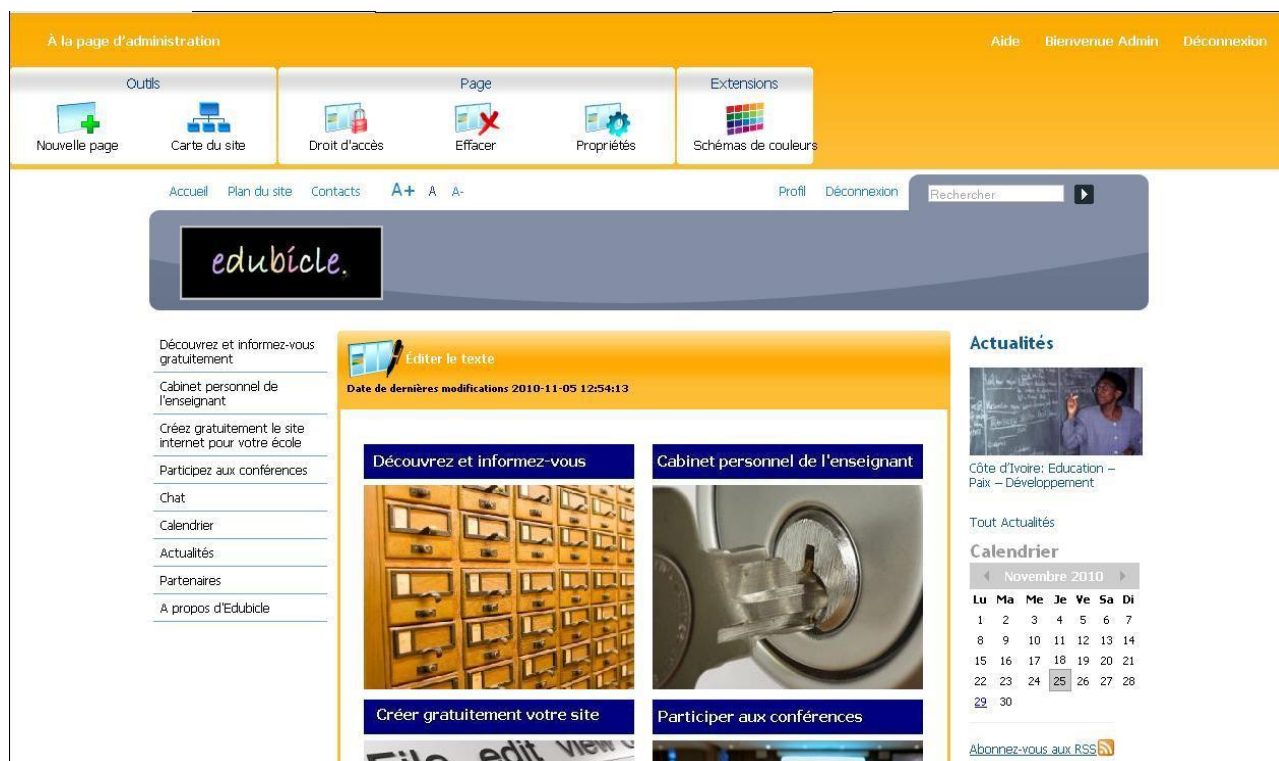 À la page d'administration
Aide Bienvenue Admin Déconnexion
Outils
Page
Extensions
Nouvelle page
Carte du site
Droit d'accès
Effacer
Propriétés
Schémas de couleurs
Accueil Plan du site Contacts A+ A A-
Profil Déconnexion
Rechercher
edubícle.
Découvrez et informez-vous
gratuitement
Cabinet personnel de
l'enseignant
Créez gratuitement le site
internet pour votre école
Participez aux conférences
Chat
Calendrier
Actualités
Partenaires
A propos d'Edubicle
Éditer le texte
Date de dernières modifications 2010-11-05 12:54:13
Découvrez et informez-vous
Cabinet personnel de l'enseignant
Créer gratuitement votre site
Participer aux conférences
File edit view
Actualités
Côte d'Ivoire: Education –
Paix – Développement
Tout Actualités
Calendrier
Novembre 2010
Lu Ma Me Je Ve Sa Di
1 2 3 4 5 6 7
8 9 10 11 12 13 14
15 16 17 18 19 20 21
22 23 24 25 26 27 28
29 30
Abonnez-vous aux RSS